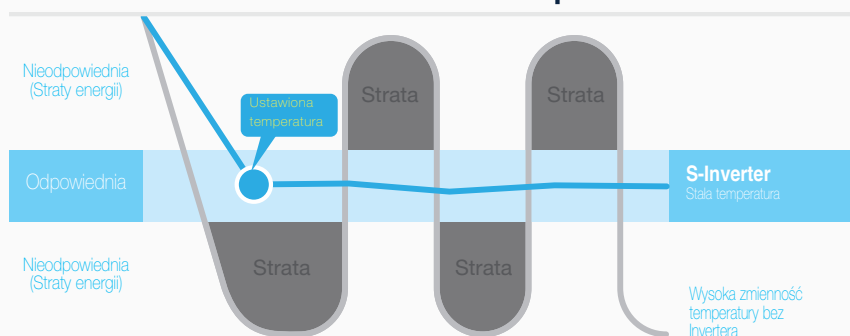 Nieodpowiednia
(Straty energii)
Strata
Strata
Ustawiona
temperatura
Odpowiednia
S-Inverter
Stała temperatura
Nieodpowiednia
(Straty energii)
Strata
Strata
Wysoka zmienność
temperatury bez
Invertera